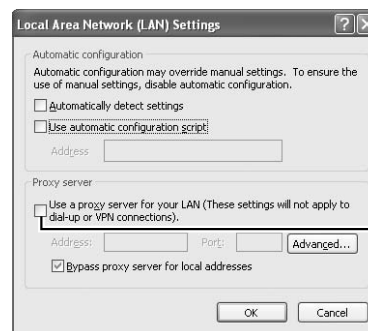 Local Area Network (LAN) Settings
Automatic configuration
Automatic configuration may override manual settings. To ensure the
use of manual settings, disable automatic configuration.
Automatically detect settings
Use automatic configuration script
Address
Proxy server
Use a proxy server for your LAN (These settings will not apply to
dial-up or VPN connections).
Address: Port: Advanced...
Bypass proxy server for local addresses
OK Cancel